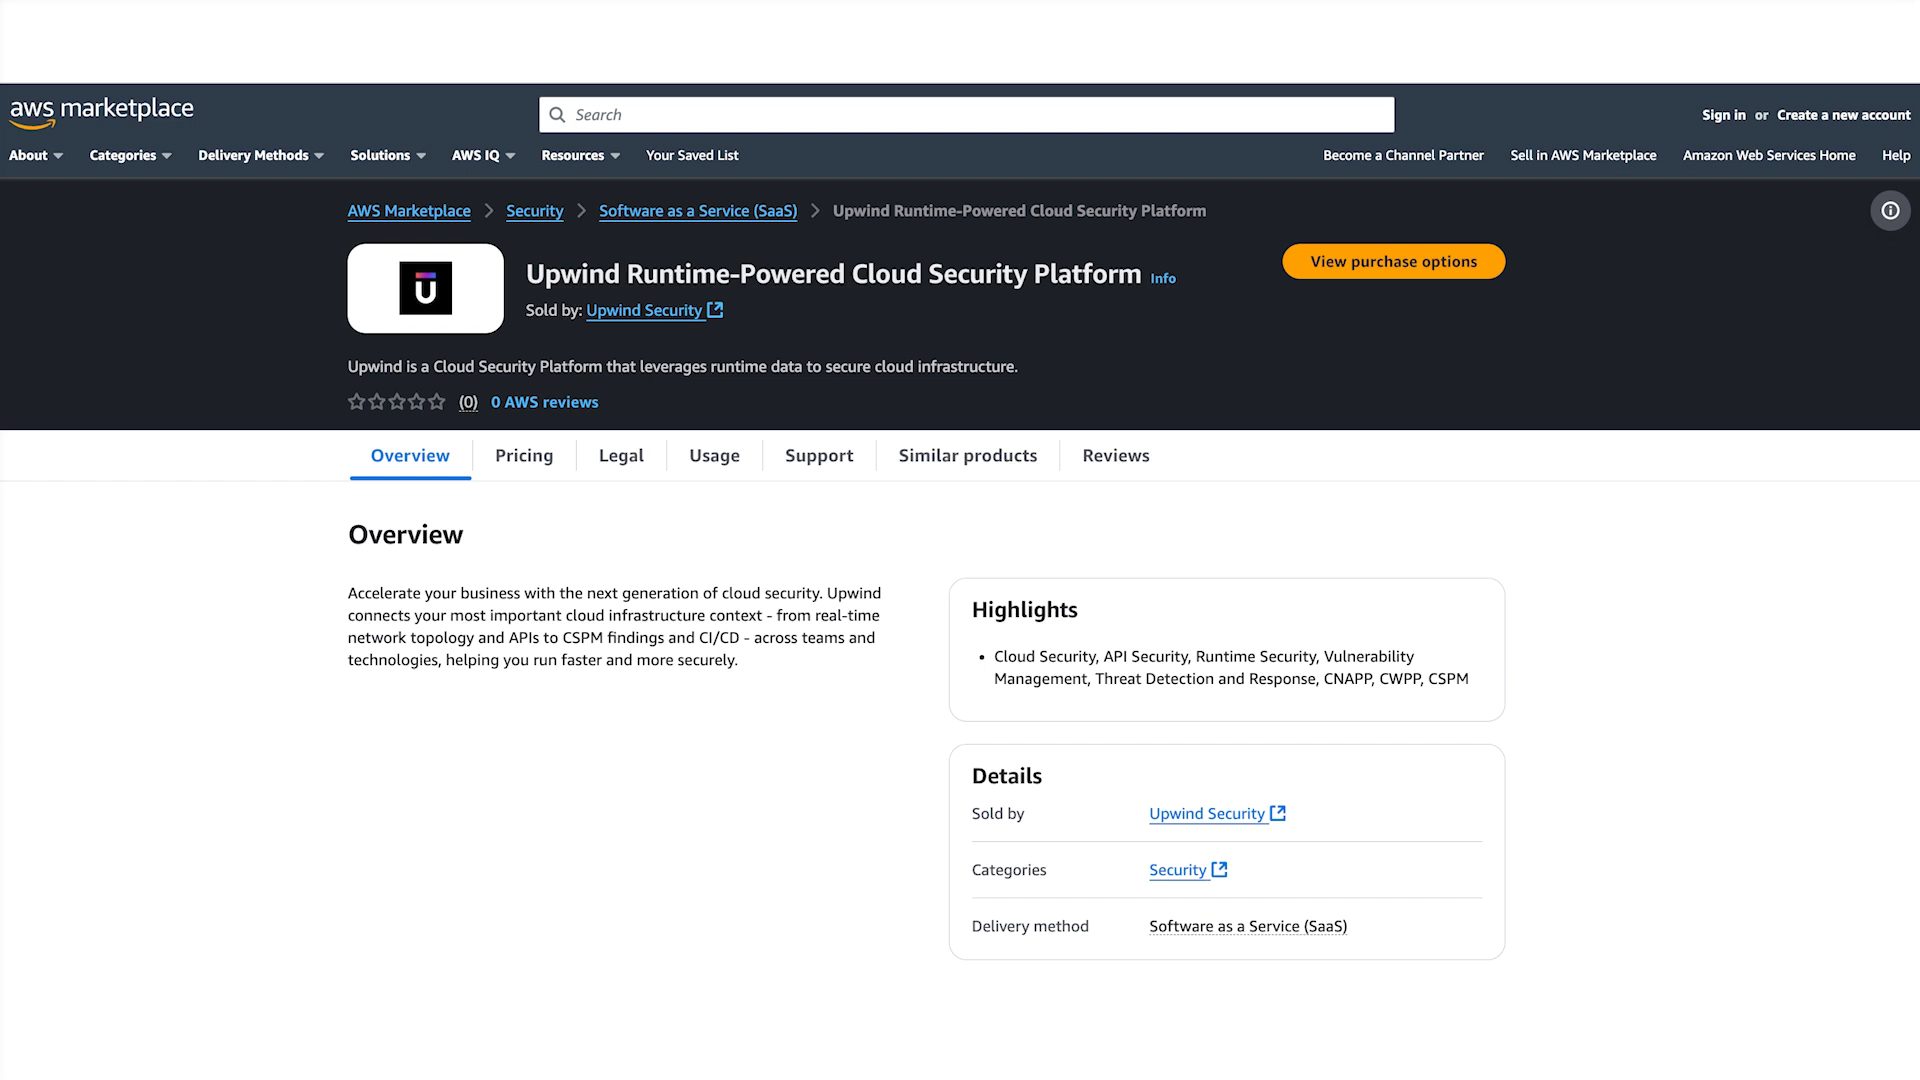 aws marketplace
Search
Sign in or Create a new account
About
Categories
Delivery Methods
Solutions
AWS IQ
Resources
Your Saved List
Become a Channel Partner
Sell in AWS Marketplace
Amazon Web Services Home
Help
AWS Marketplace > Security > Software as a Service (SaaS) > Upwind Runtime-Powered Cloud Security Platform
U
Upwind Runtime-Powered Cloud Security Platform Info
Sold by: Upwind Security
View purchase options
Upwind is a Cloud Security Platform that leverages runtime data to secure cloud infrastructure.
(0) 0 AWS reviews
Overview
Pricing
Legal
Usage
Support
Similar products
Reviews
Overview
Accelerate your business with the next generation of cloud security. Upwind
connects your most important cloud infrastructure context - from real-time
network topology and APIs to CSPM findings and CI/CD - across teams and
technologies, helping you run faster and more securely.
Highlights
• Cloud Security, API Security, Runtime Security, Vulnerability
Management, Threat Detection and Response, CNAPP, CWPP, CSPM
Details
Sold by Upwind Security
Categories Security
Delivery method Software as a Service (SaaS)